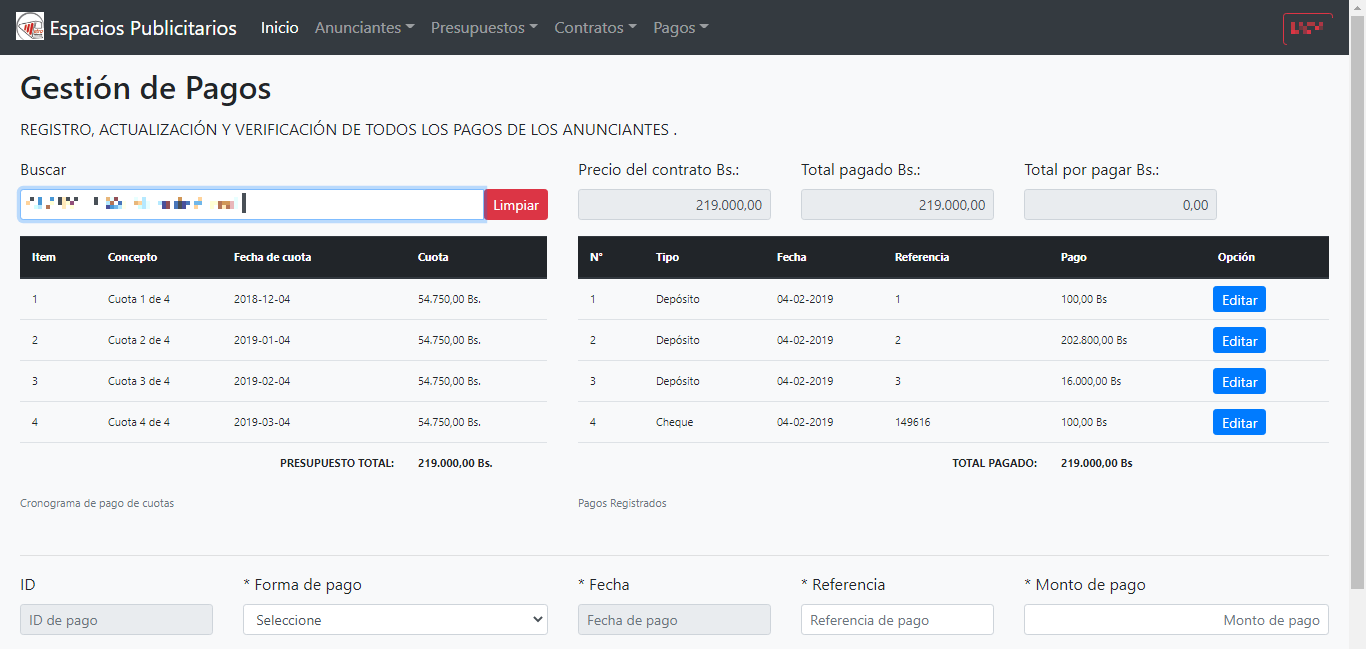 Espacios Publicitarios Inicio Anunciantes Presupuestos Contratos Pagos
Gestión de Pagos
REGISTRO, ACTUALIZACIÓN Y VERIFICACIÓN DE TODOS LOS PAGOS DE LOS ANUNCIANTES .
Buscar Precio del contrato Bs.: Total pagado Bs.: Total por pagar Bs.:
Limpiar 219.000,00 219.000,00 0,00
Item Concepto Fecha de cuota Cuota
1 Cuota 1 de 4 2018-12-04 54.750,00 Bs.
2 Cuota 2 de 4 2019-01-04 54.750,00 Bs.
3 Cuota 3 de 4 2019-02-04 54.750,00 Bs.
4 Cuota 4 de 4 2019-03-04 54.750,00 Bs.
PRESUPUESTO TOTAL: 219.000,00 Bs.
Cronograma de pago de cuotas
N° Tipo Fecha Referencia Pago Opción
1 Depósito 04-02-2019 1 100,00 Bs Editar
2 Depósito 04-02-2019 2 202.800,00 Bs Editar
3 Depósito 04-02-2019 3 16.000,00 Bs Editar
4 Cheque 04-02-2019 149616 100,00 Bs Editar
TOTAL PAGADO: 219.000,00 Bs
Pagos Registrados
ID * Forma de pago * Fecha * Referencia * Monto de pago
ID de pago Seleccione Fecha de pago Referencia de pago Monto de pago